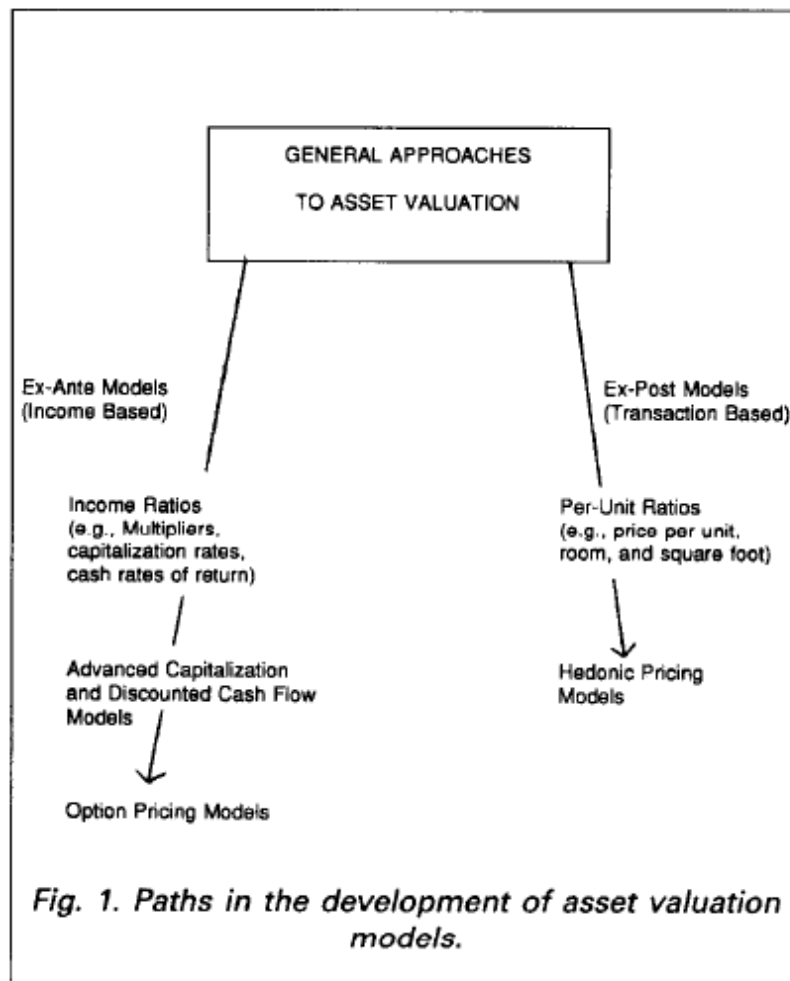 GENERAL APPROACHES
TO ASSET VALUATION
Ex-Ante Models
(Income Based)
Ex-Post Models
(Transaction Based)
Income Ratios
(e.g., Multipliers,
capitalization rates,
cash rates of return)
Per-Unit Ratios
(e.g., price per unit,
room, and square foot)
Advanced Capitalization
and Discounted Cash Flow
Models
Hedonic Pricing
Models
Option Pricing Models
Fig. 1. Paths in the development of asset valuation
models.